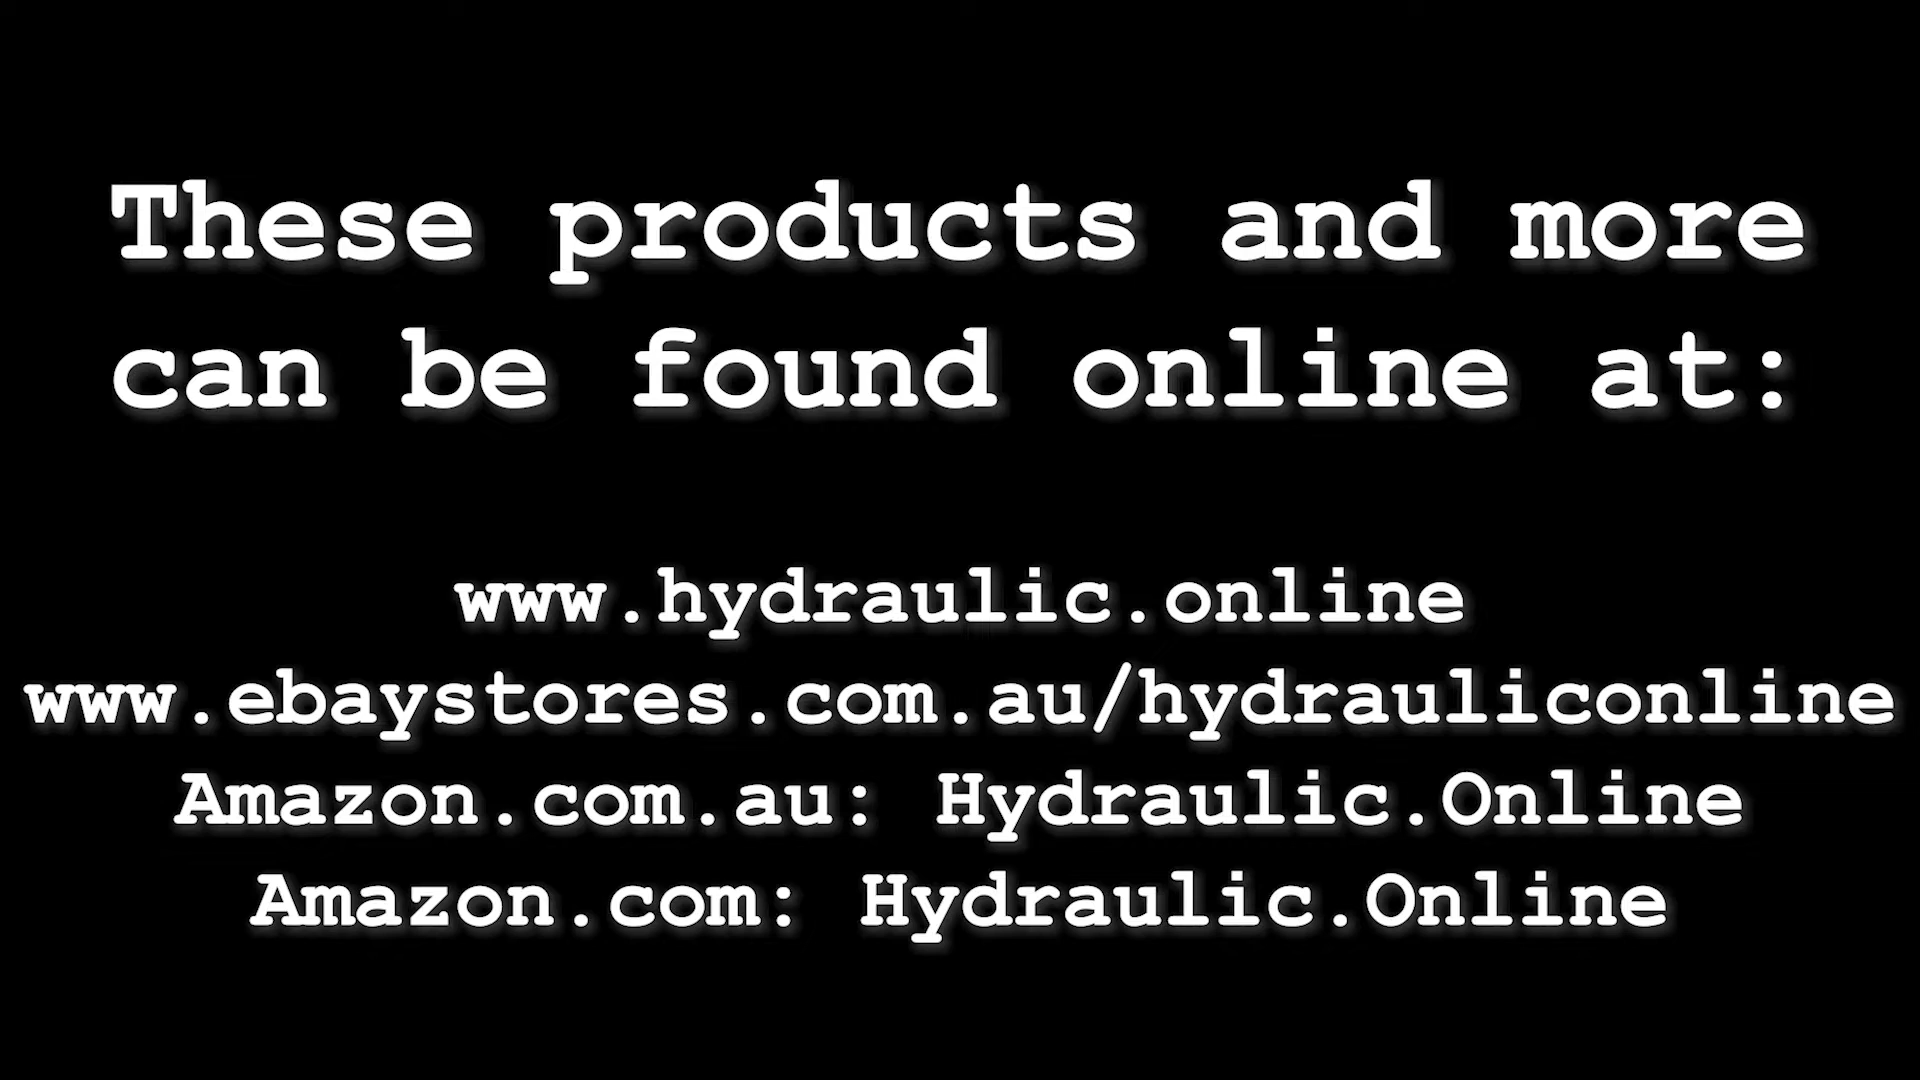 These products and more
can be found online at:
www.hydraulic.online
www.ebaystores.com.au/hydrauliconline
Amazon.com.au: Hydraulic.Online
Amazon.com: Hydraulic.Online